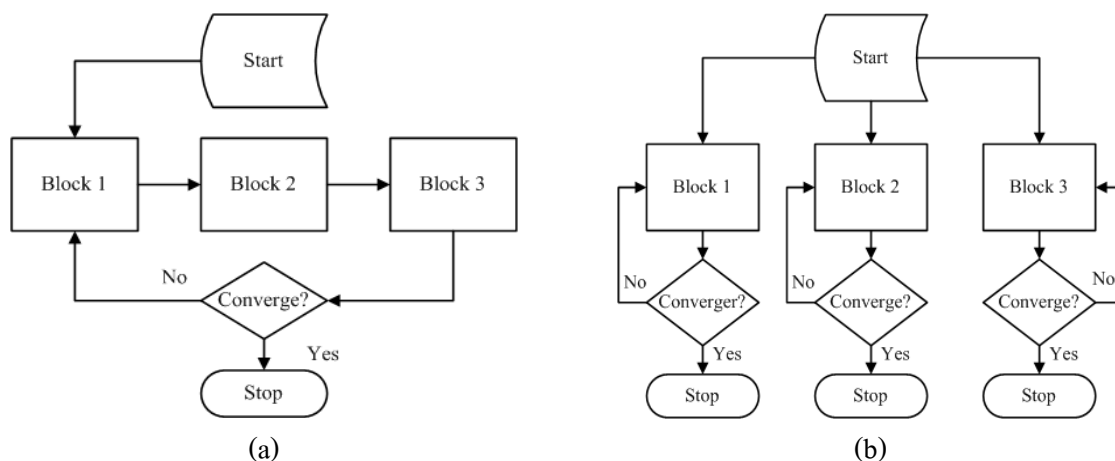 Start
Block 1
Block 2
Block 3
No
Converge?
Yes
Stop
(a)
Start
Block 1
Block 2
Block 3
No
Converger?
No
Converge?
Converge?
No
Yes
Yes
Yes
Stop
Stop
Stop
(b)